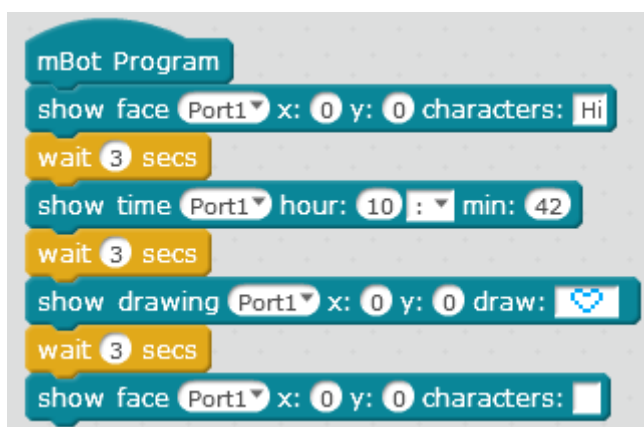 mBot Program
show face Port1 x: 0 y: 0 characters: Hi
wait 3 secs
show time Port1 hour: 10 : min: 42
wait 3 secs
show drawing Port1 x: 0 y: 0 draw:
wait 3 secs
show face Port1 x: 0 y: 0 characters: